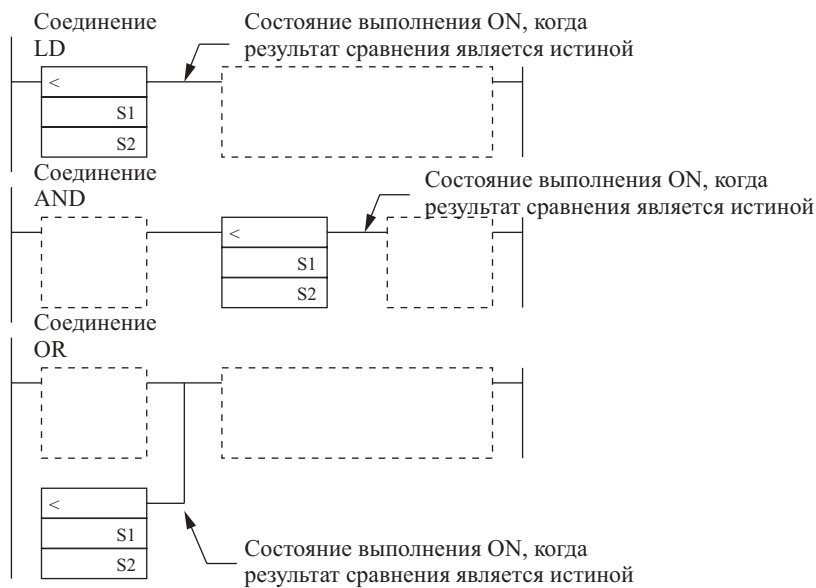 Соединение
LD
Состояние выполнения ON, когда
результат сравнения является истиной
<
S1
S2
Соединение
AND
Состояние выполнения ON, когда
результат сравнения является истиной
<
S1
S2
Соединение
OR
<
S1
S2
Состояние выполнения ON, когда
результат сравнения является истиной